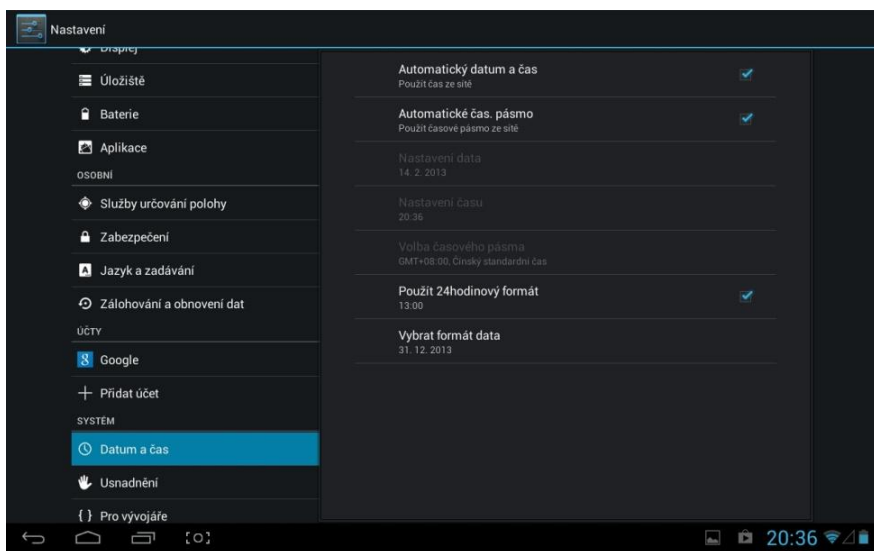 Nastavení
Displej
Úložiště
Baterie
Aplikace
OSOBNÍ
Služby určování polohy
Zabezpečení
Jazyk a zadávání
Zálohování a obnovení dat
ÚČTY
Google
Přidat účet
SYSTÉM
Datum a čas
Usnadnění
Pro vývojáře
Automatický datum a čas
Použít čas ze sítě
Automatické čas. pásmo
Použít časové pásmo ze sítě
Nastavení data
14. 2. 2013
Nastavení času
20:36
Volba časového pásma
GMT+08:00, Čínský standardní čas
Použít 24hodinový formát
13:00
Vybrat formát data
31. 12. 2013
20:36